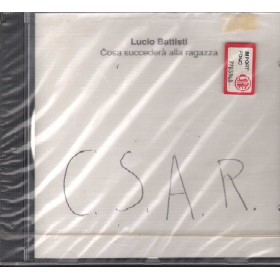 Lucio Battisti
Cosa succederà alla ragazza
C. S. A. R.